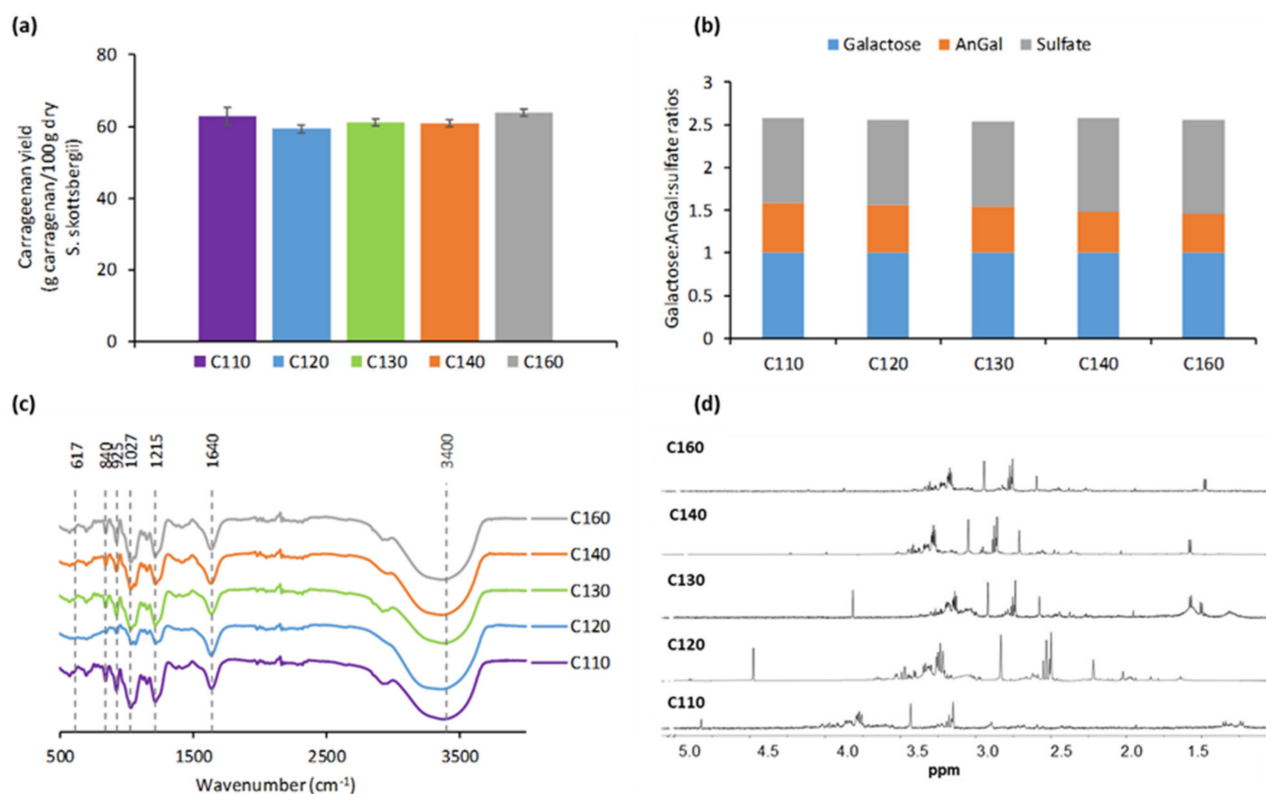 (a)
Carrageenan yield
(g carragenan/100g dry
S. skottsbergii)
80
60
40
20
0
C110 C120 C130 C140 C160
(b)
Galactose AnGal Sulfate
Galactose:AnGal:sulfate ratios
3
2.5
2
1.5
1
0.5
0
C110 C120 C130 C140 C160
(c)
617 840 925 1027 1215 1640 3400
C160
C140
C130
C120
C110
500 1500 2500 3500
Wavenumber (cm-1)
(d)
C160
C140
C130
C120
C110
5.0 4.5 4.0 3.5 3.0 2.5 2.0 1.5
ppm